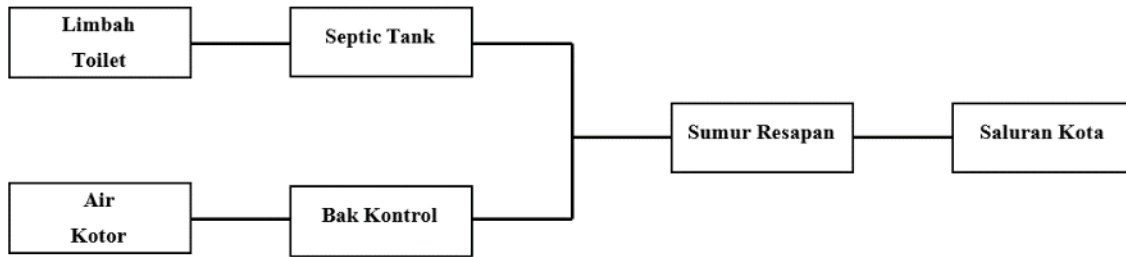 Limbah
Toilet
Septic Tank
Sumur Resapan
Saluran Kota
Air
Kotor
Bak Kontrol